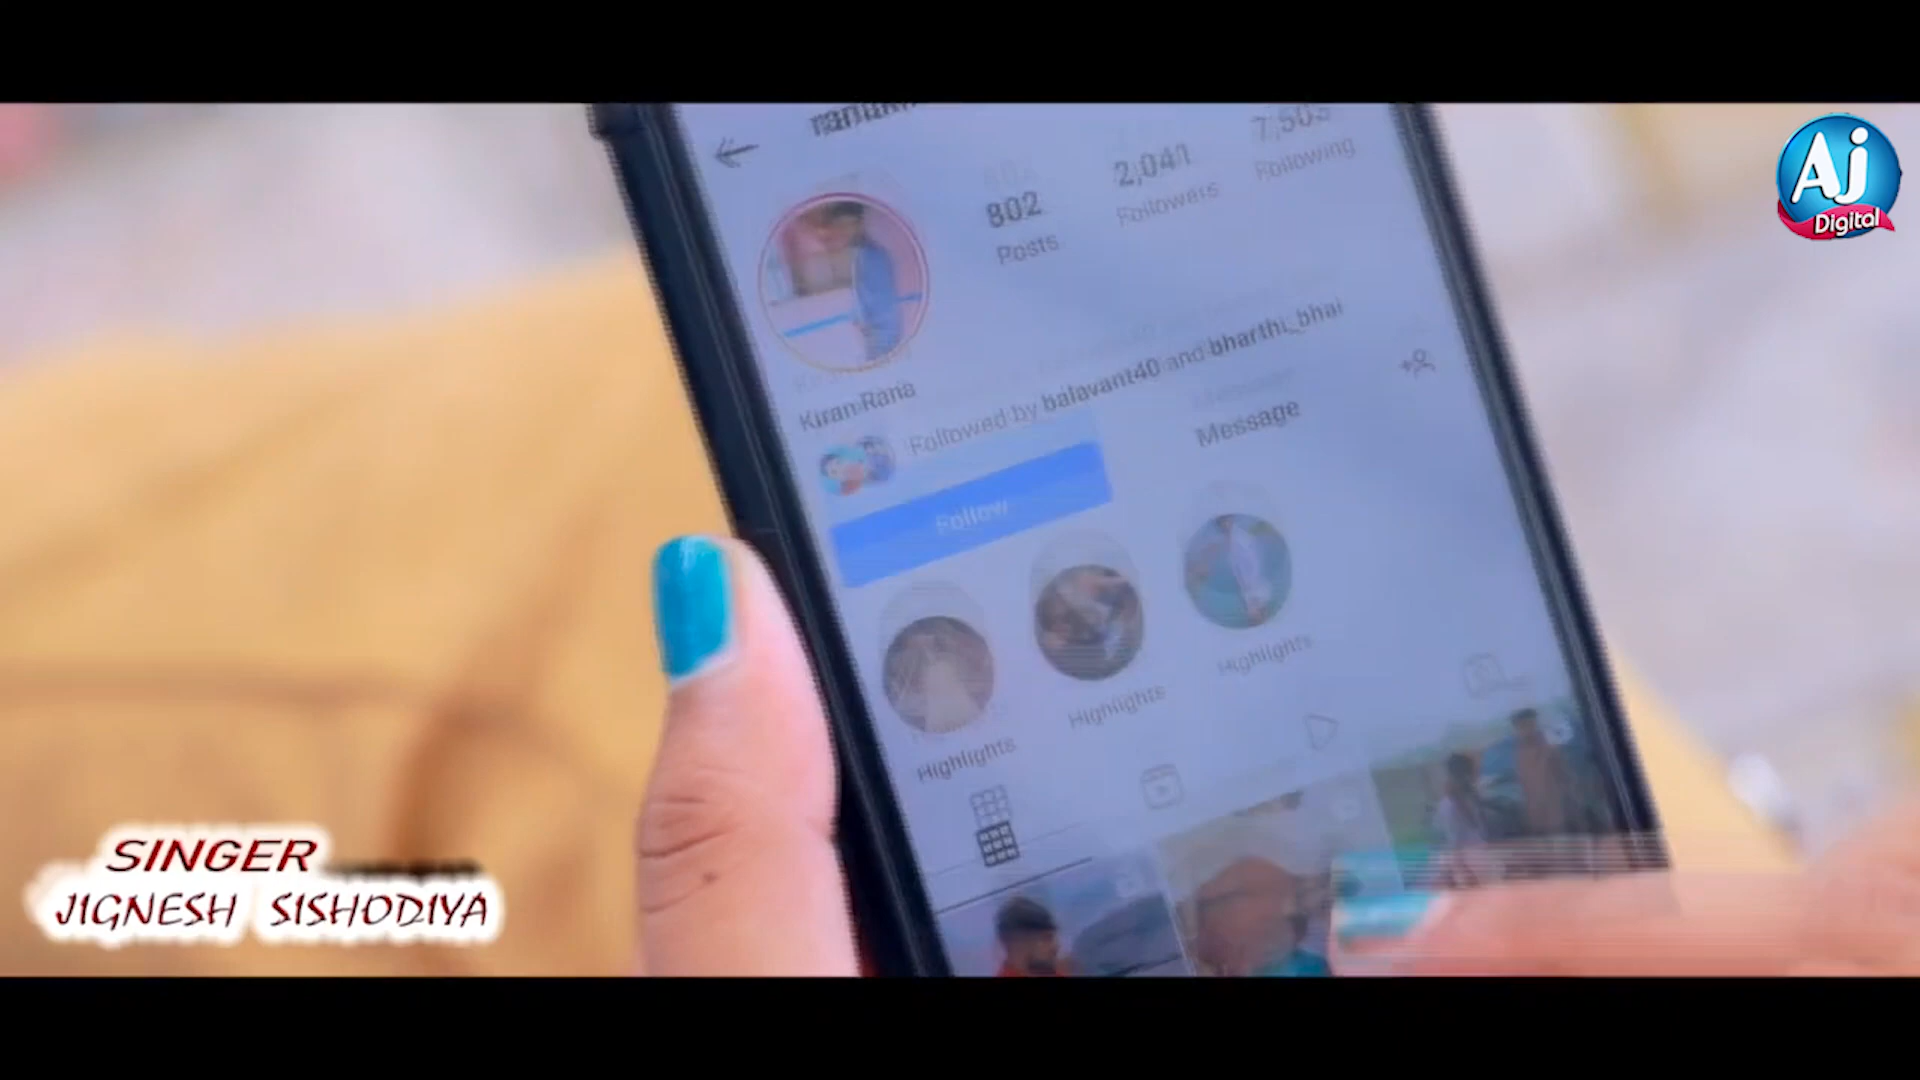 Aj
Digital
802
Posts
2,041
Followers
Following
Kiran Rana
Followed by balavant40 and bharthi_bhai
Follow
Message
Highlights
Highlights
Highlights
SINGER
JIGNESH SISHODIYA